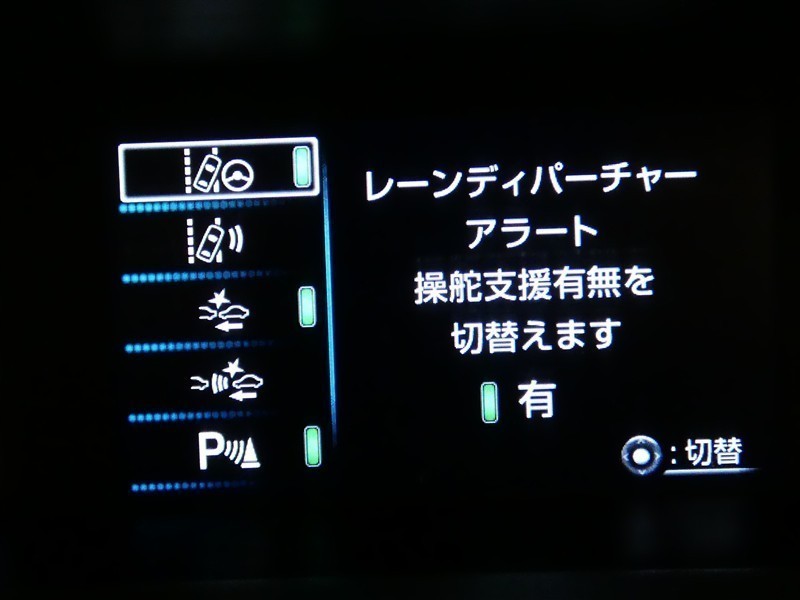 レーンディパーチャー
アラート
操舵支援有無を
切替えます
有
P
:切替